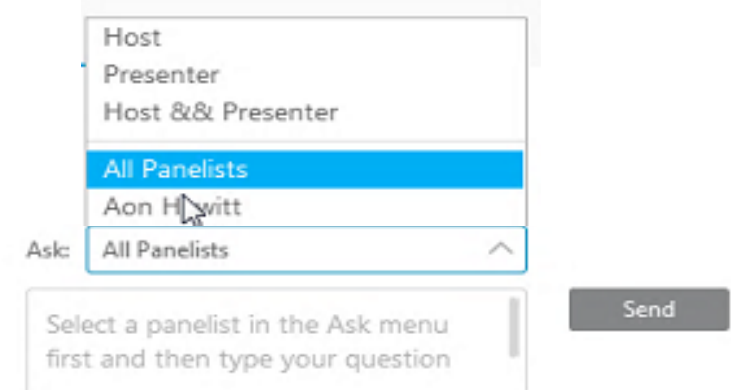 Host
Presenter
Host && Presenter
All Panelists
Aon Hewitt
Ask: All Panelists
Select a panelist in the Ask menu
first and then type your question
Send